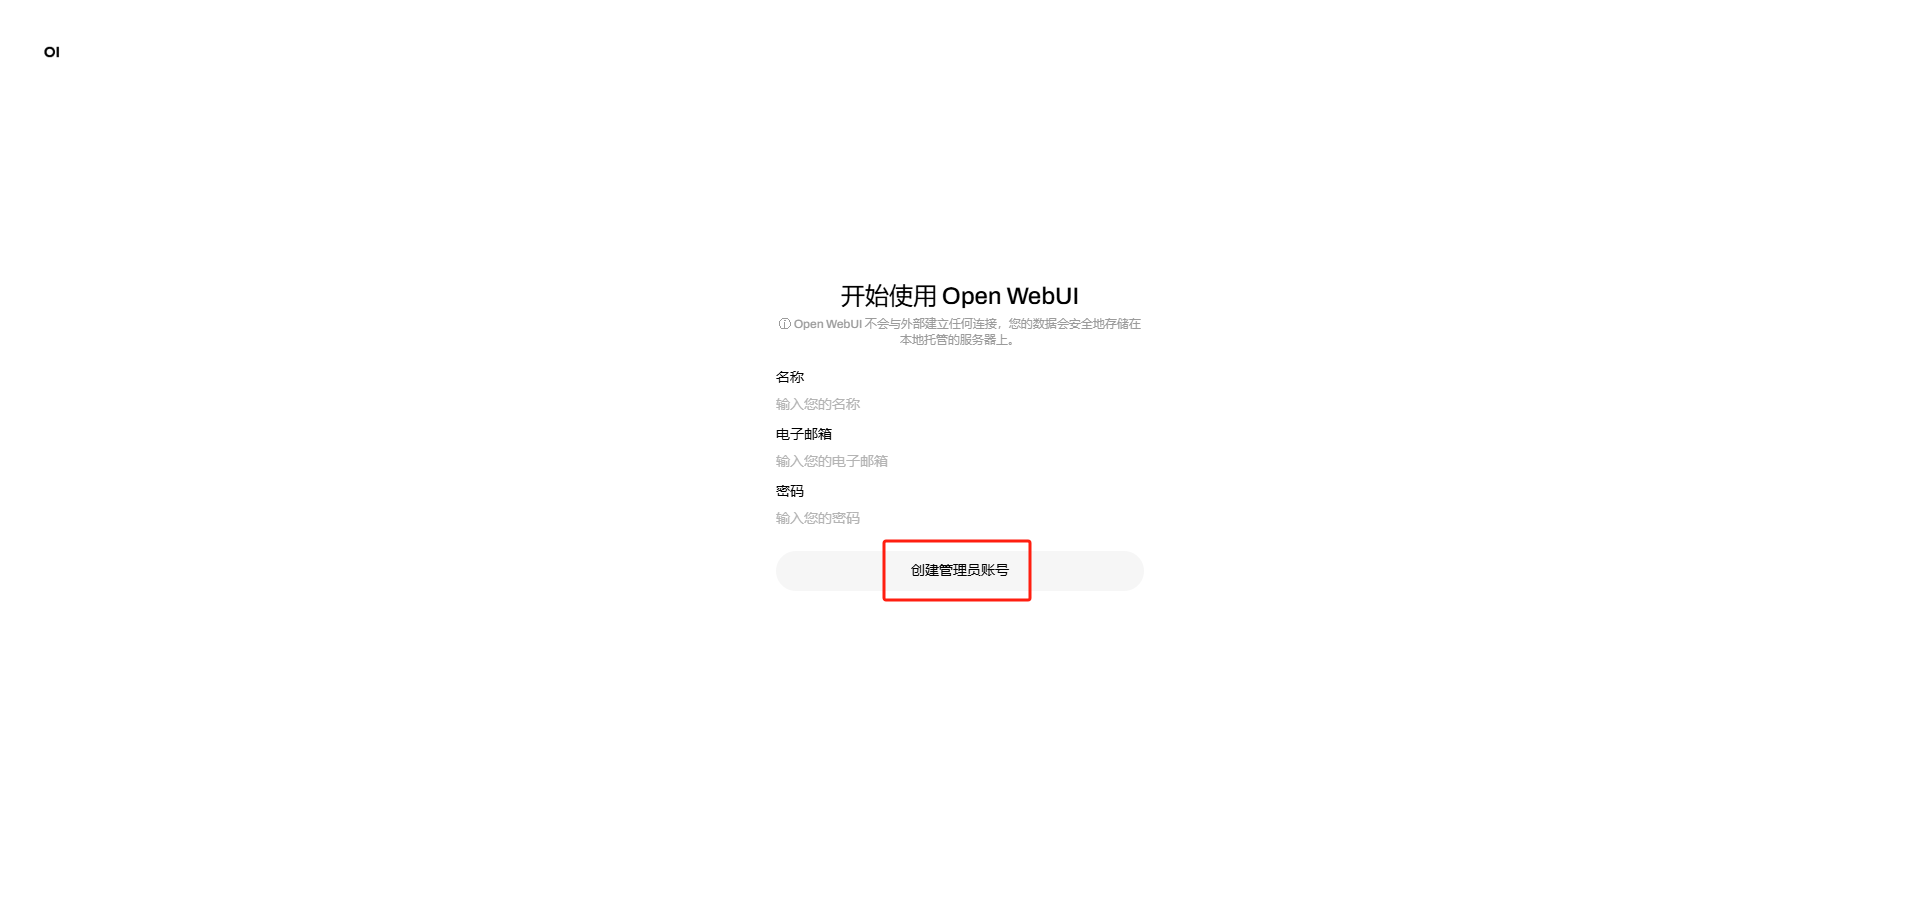 OI
开始使用 Open WebUI
ⓘ Open WebUI 不会与外部建立任何连接，您的数据会安全地存储在
本地托管的服务器上。
名称
输入您的名称
电子邮箱
输入您的电子邮箱
密码
输入您的密码
创建管理员账号